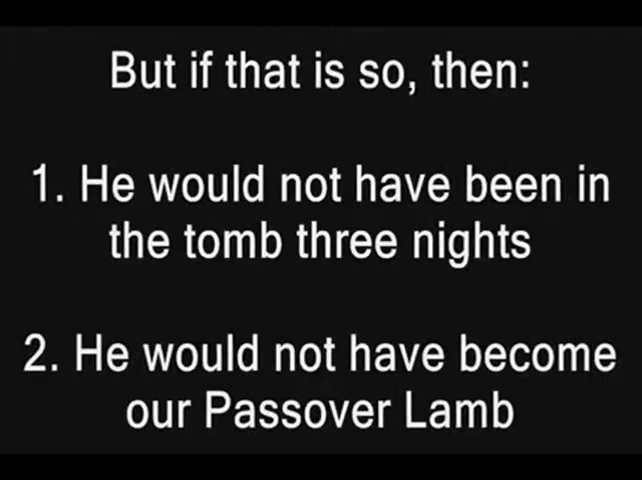 But if that is so, then:
1. He would not have been in
the tomb three nights
2. He would not have become
our Passover Lamb